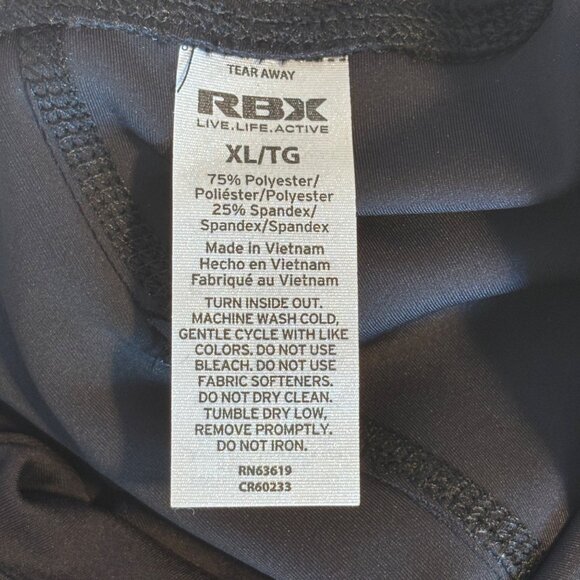 TEAR AWAY
RBX
LIVE.LIFE.ACTIVE
XL/TG
75% Polyester/
Poliéster/Polyester
25% Spandex/
Spandex/Spandex
Made in Vietnam
Hecho en Vietnam
Fabriqué au Vietnam
TURN INSIDE OUT.
MACHINE WASH COLD,
GENTLE CYCLE WITH LIKE
COLORS. DO NOT USE
BLEACH. DO NOT USE
FABRIC SOFTENERS.
DO NOT DRY CLEAN.
TUMBLE DRY LOW,
REMOVE PROMPTLY.
DO NOT IRON.
RN63619
CR60233